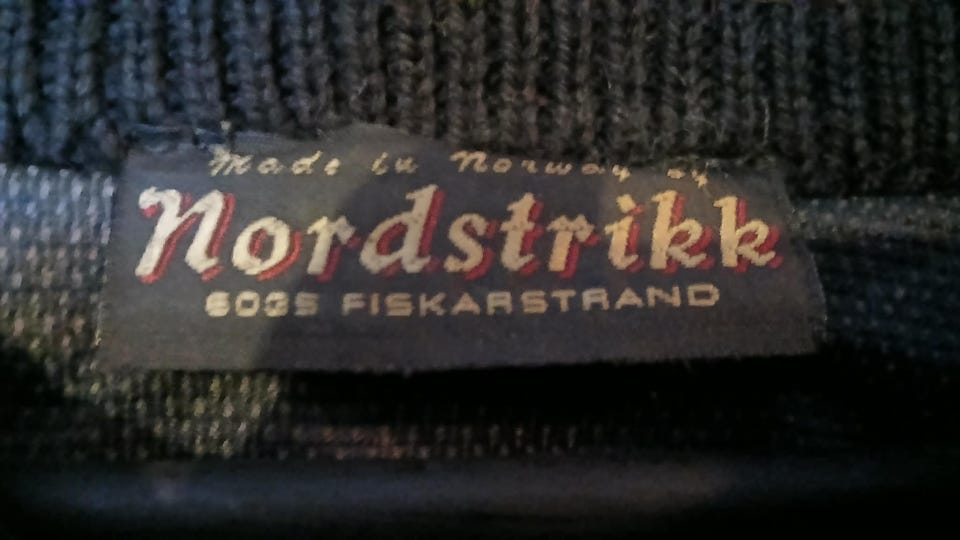 Made in Norway by
Nordstrikk
6035 FISKARSTRAND